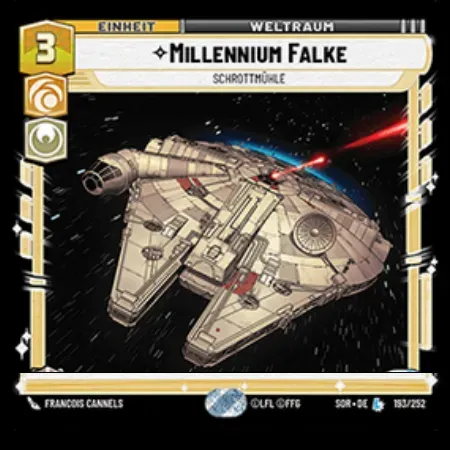 EINHEIT
WELTRAUM
3
MILLENNIUM FALKE
SCHROTTMÜHLE
FRANCOIS CANNELS
©LFL ©FFG
SOR • DE
L
193/252